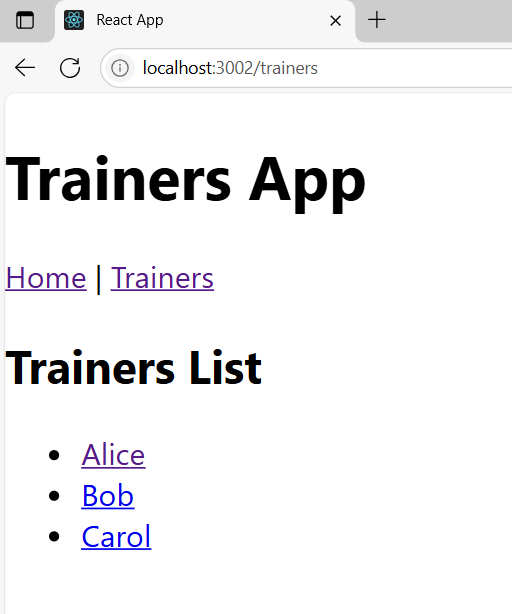 React App
localhost:3002/trainers
Trainers App
Home | Trainers
Trainers List
Alice
Bob
Carol